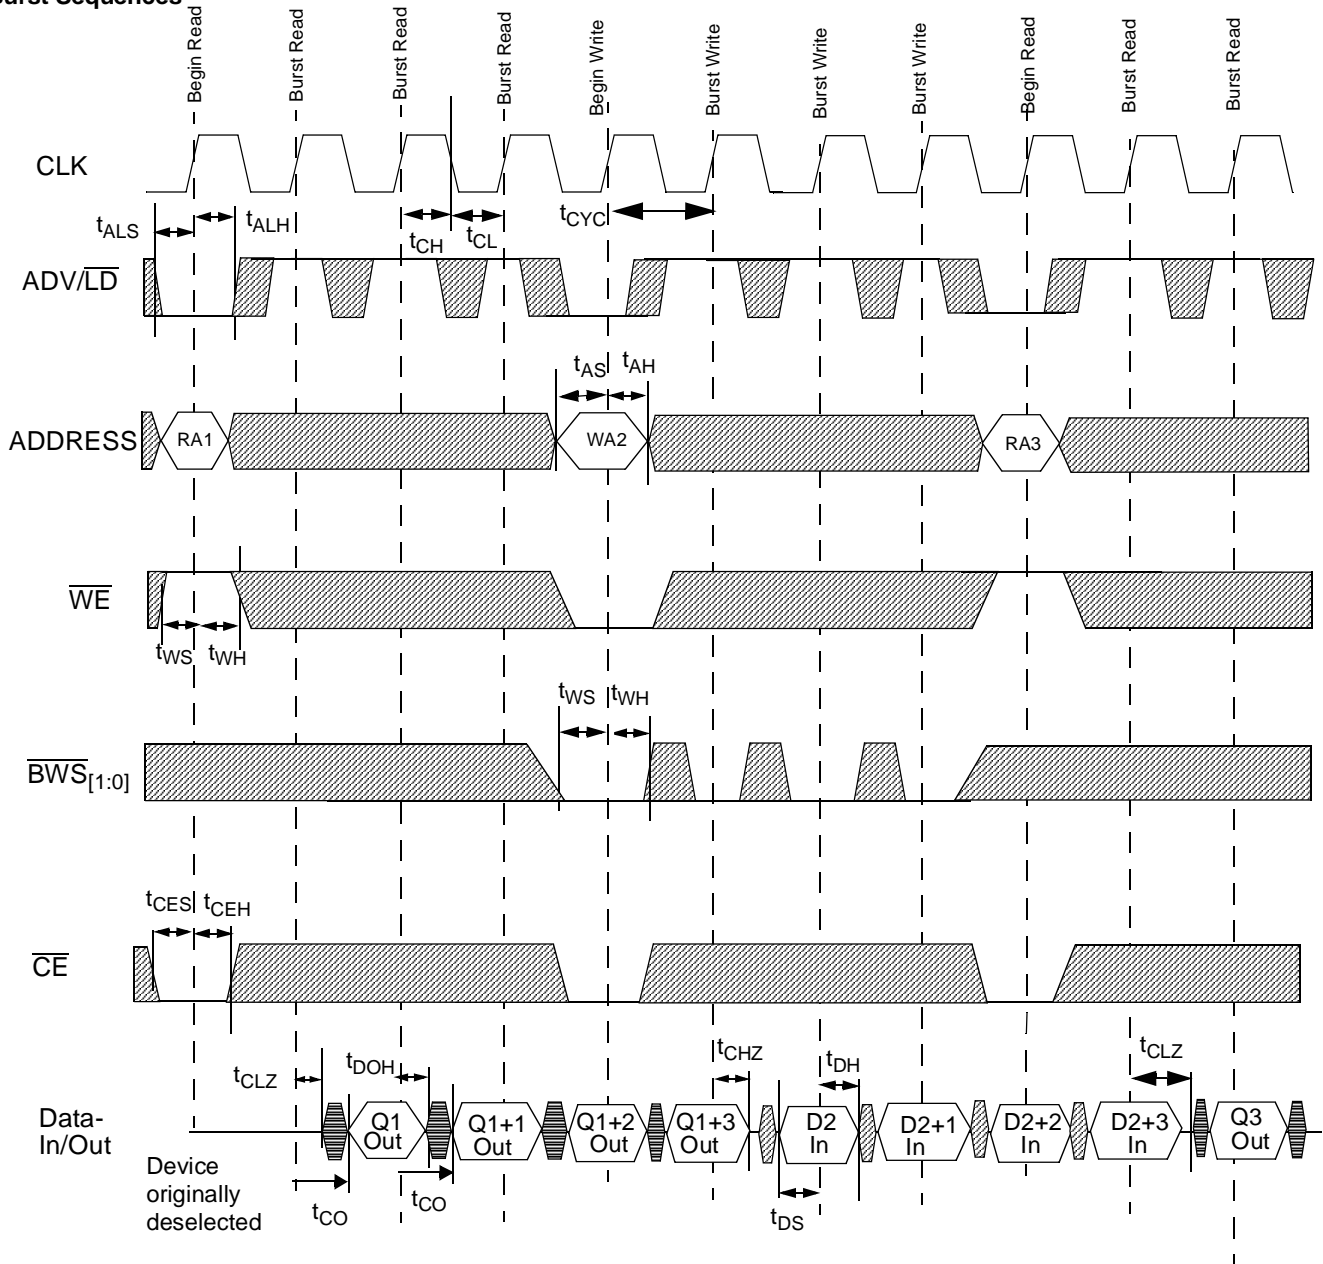 Burst Sequences
Begin Read
Burst Read
Burst Read
Burst Read
Begin Write
Burst Write
Burst Write
Burst Write
Begin Read
Burst Read
Burst Read
CLK
tALS
tALH
tCH
tCL
tCYC
ADV/LD
tAS
tAH
ADDRESS
RA1
WA2
RA3
WE
tWS
tWH
tWS
tWH
BWS[1:0]
tCES
tCEH
CE
tCLZ
tDOH
tCHZ
tDH
tCLZ
Data-
In/Out
Q1
Out
Q1+1
Out
Q1+2
Out
Q1+3
Out
D2
In
D2+1
In
D2+2
In
D2+3
In
Q3
Out
Device
originally
deselected
tCO
tCO
tDS